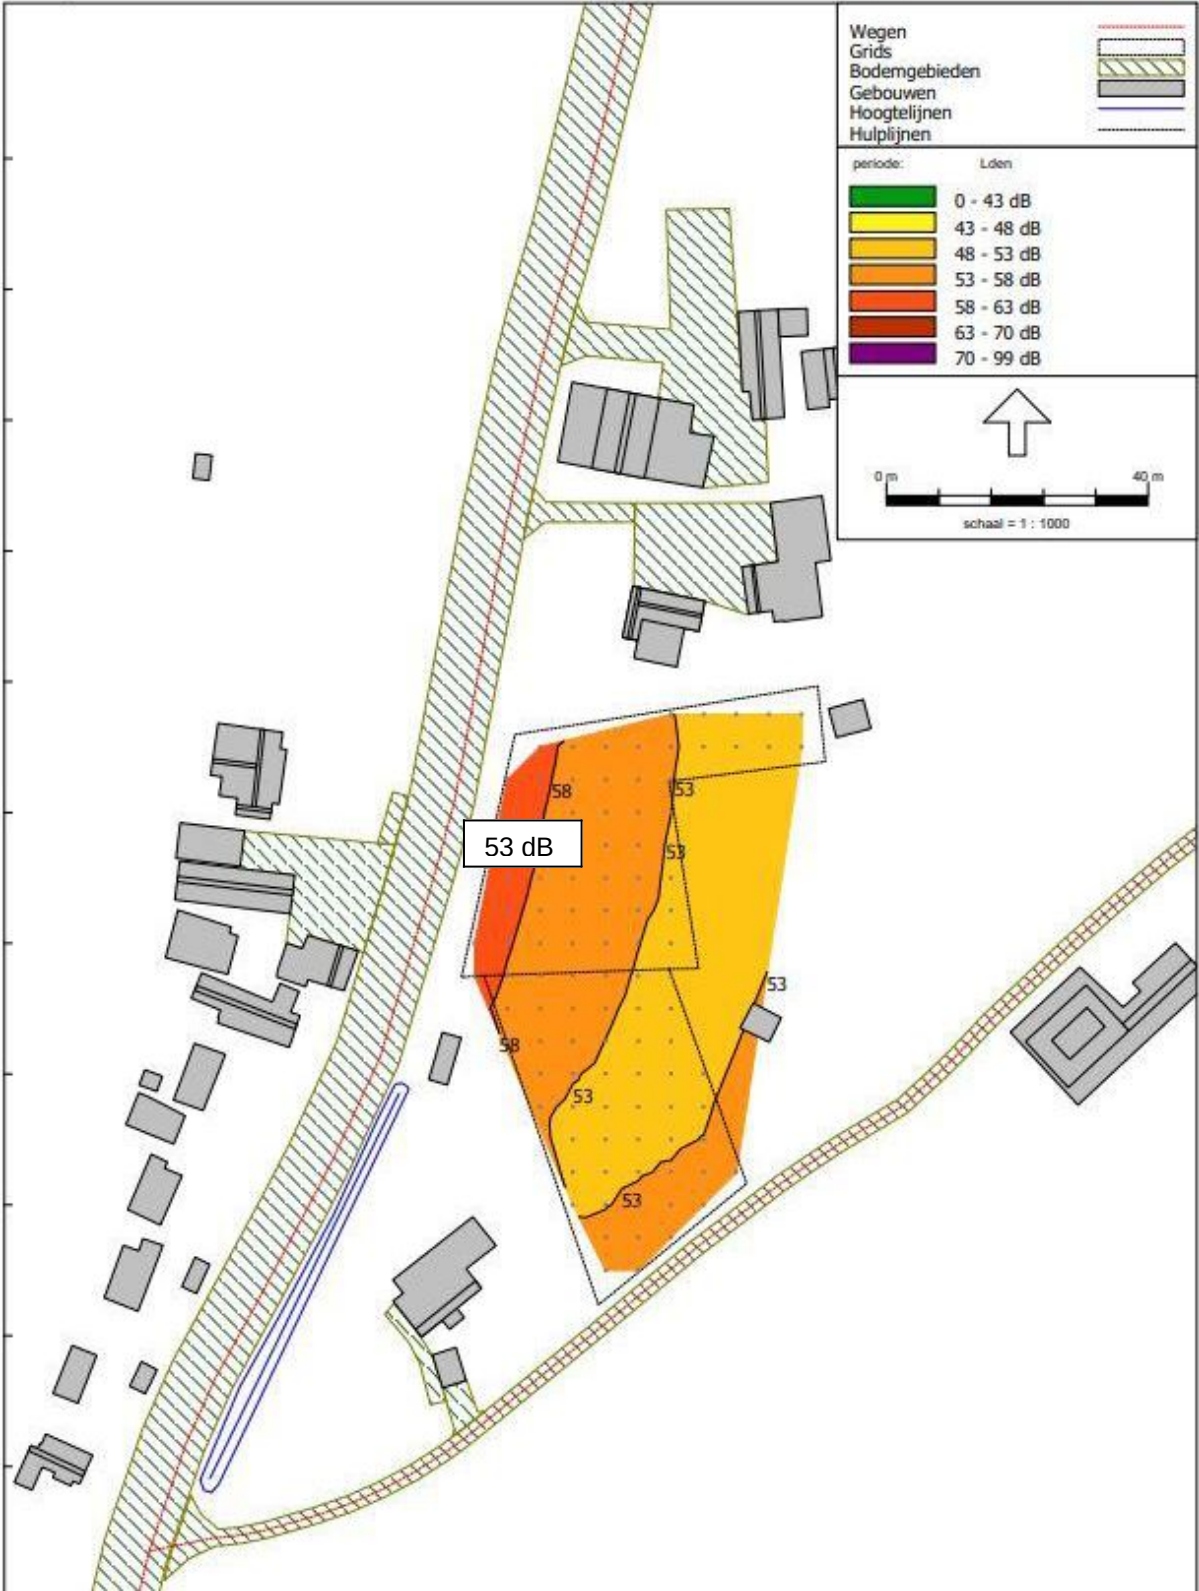 Wegen
Grids
Bodemgebieden
Gebouwen
Hoogtelijnen
Hulplijnen
periode: Lden
0 - 43 dB
43 - 48 dB
48 - 53 dB
53 - 58 dB
58 - 63 dB
63 - 70 dB
70 - 99 dB
0 m 40 m
schaal = 1 : 1000
58
53
53 dB
53
53
58
53
53